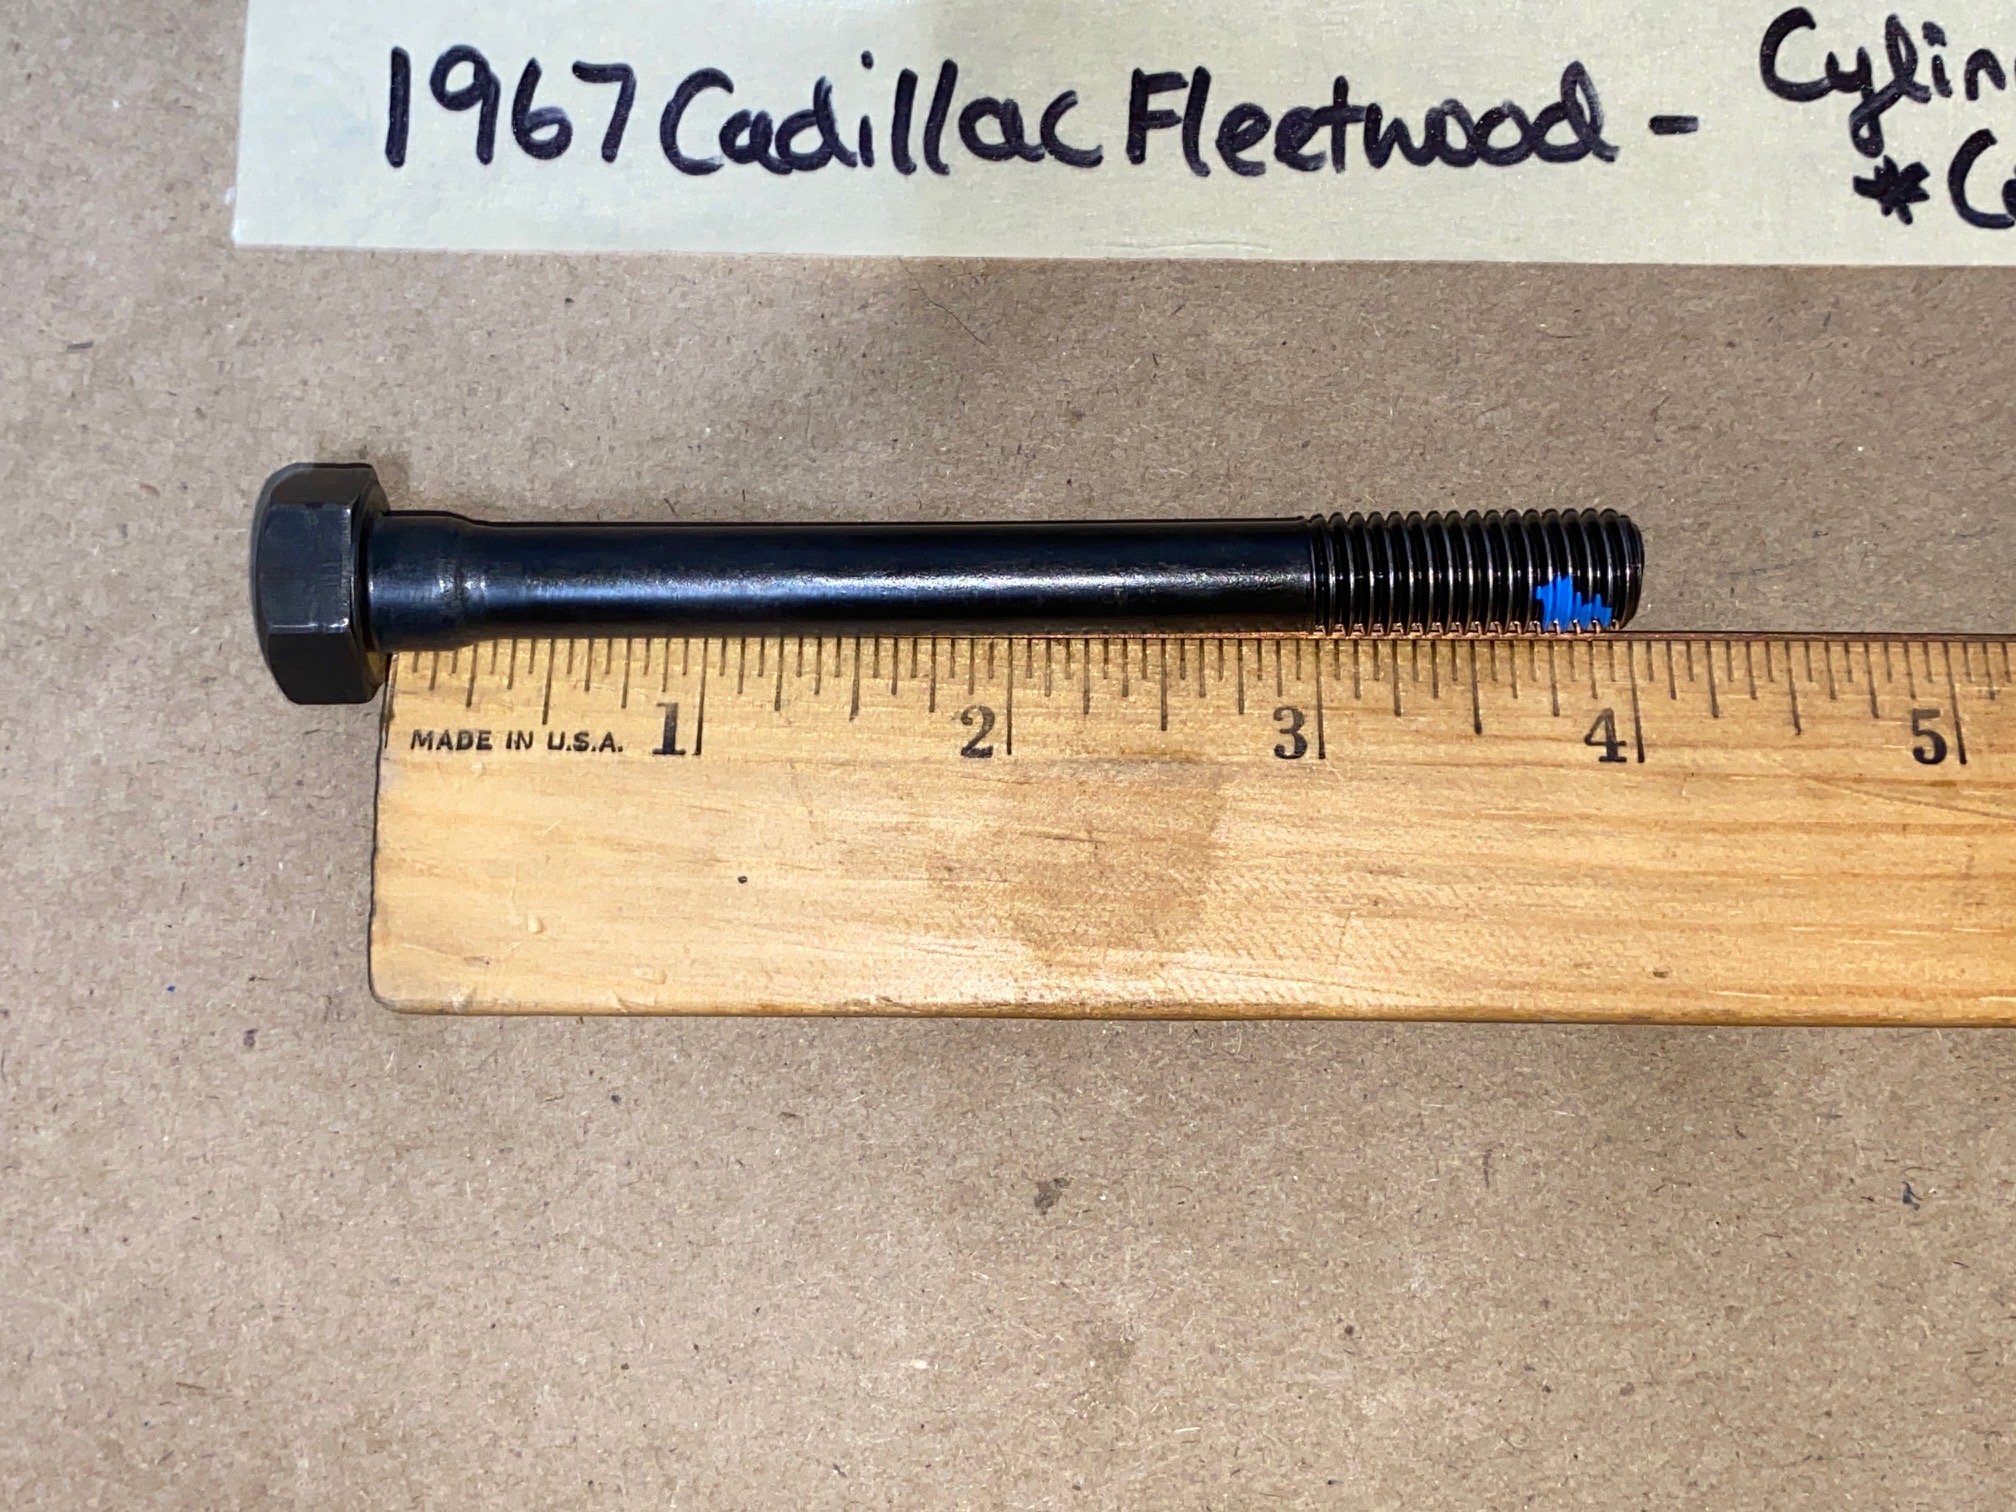 1967 Cadillac Fleetwood -
MADE IN U.S.A. 1 2 3 4 5